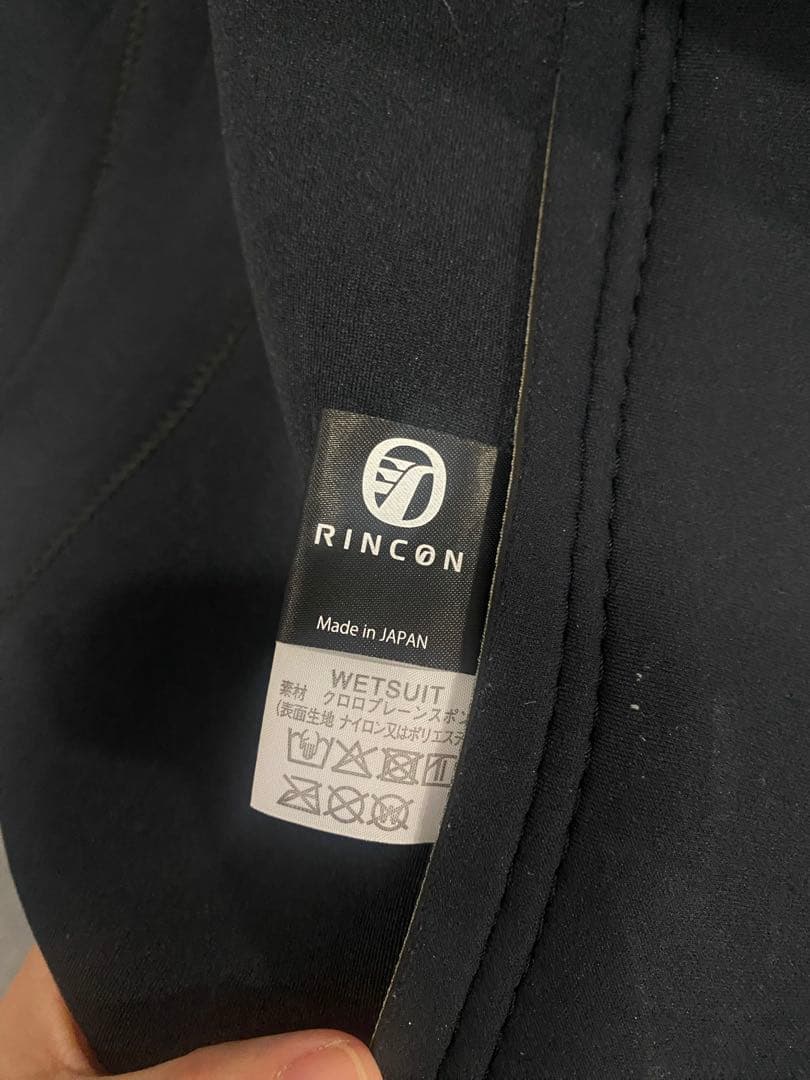 RINCON
Made in JAPAN
WETSUIT
素材 クロロプレーンスポン
(表面生地 ナイロン又はポリエステ